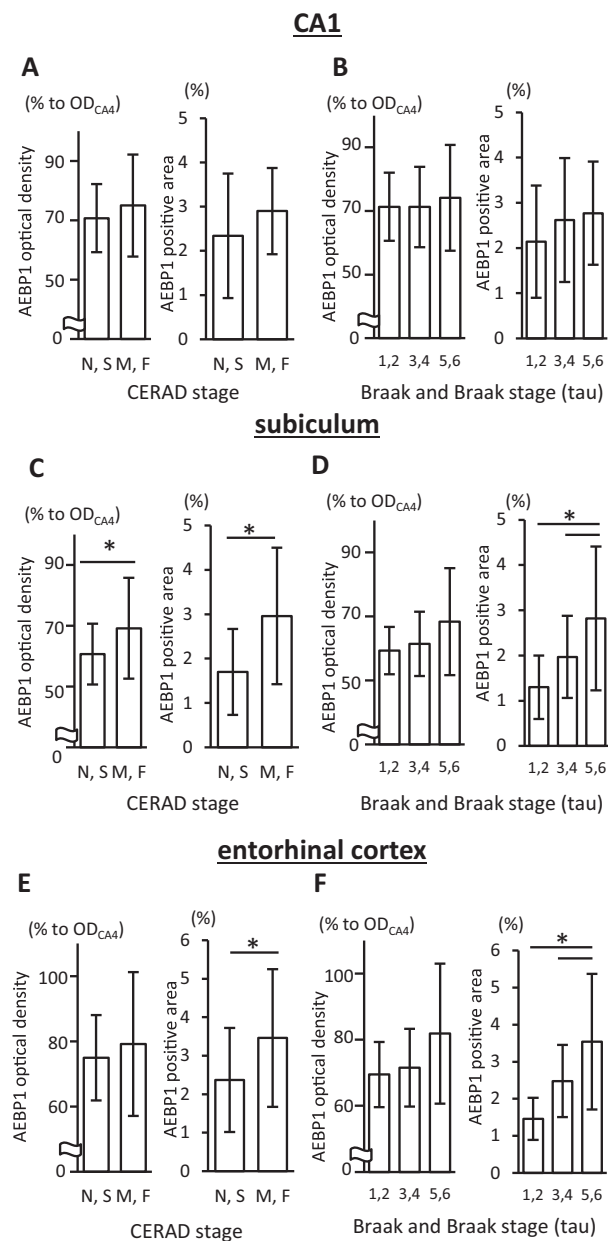 CA1
A
(% to OD_CA4)
AEBP1 optical density
90
70
50
0
N, S M, F
(%)
AEBP1 positive area
5
4
3
2
1
0
N, S M, F
CERAD stage
B
(% to OD_CA4)
AEBP1 optical density
90
70
50
0
1,2 3,4 5,6
(%)
AEBP1 positive area
5
4
3
2
1
0
1,2 3,4 5,6
Braak and Braak stage (tau)
subiculum
C
(% to OD_CA4)
AEBP1 optical density
90
70
50
0
*
N, S M, F
(%)
AEBP1 positive area
5
4
3
2
1
0
*
N, S M, F
CERAD stage
D
(% to OD_CA4)
AEBP1 optical density
90
70
50
0
1,2 3,4 5,6
(%)
AEBP1 positive area
5
4
3
2
1
0
*
1,2 3,4 5,6
Braak and Braak stage (tau)
entorhinal cortex
E
(% to OD_CA4)
AEBP1 optical density
100
80
60
0
N, S M, F
(%)
AEBP1 positive area
6
5
4
3
2
1
0
*
N, S M, F
CERAD stage
F
(% to OD_CA4)
AEBP1 optical density
100
80
60
0
1,2 3,4 5,6
(%)
AEBP1 positive area
6
5
4
3
2
1
0
*
1,2 3,4 5,6
Braak and Braak stage (tau)